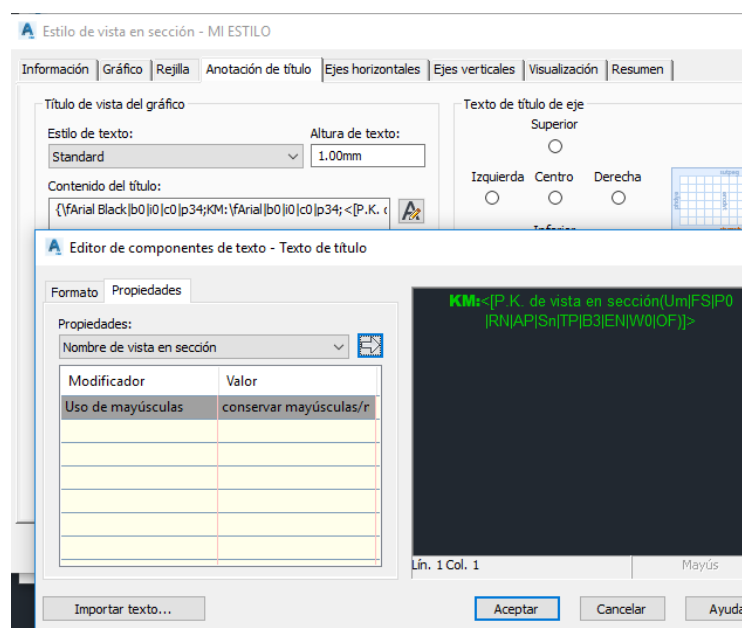 Estilo de vista en sección - MI ESTILO
Información Gráfico Rejilla Anotación de título Ejes horizontales Ejes verticales Visualización Resumen
Título de vista del gráfico
Estilo de texto: Altura de texto:
Standard 1.00mm
Contenido del título:
{\fArial Black|b0|i0|c0|p34;KM:\fArial|b0|i0|c0|p34;<[P.K.
Texto de título de eje
Superior
Izquierda Centro Derecha
Editor de componentes de texto - Texto de título
Formato Propiedades
Propiedades:
Nombre de vista en sección
Modificador Valor
Uso de mayúsculas conservar mayúsculas/r
KM:<[P.K. de vista en sección(Um|FS|P0
|RN|AP|Sn|TP|B3|EN|W0|OF)]>
Lín. 1 Col. 1 Mayús
Importar texto... Aceptar Cancelar Ayuda